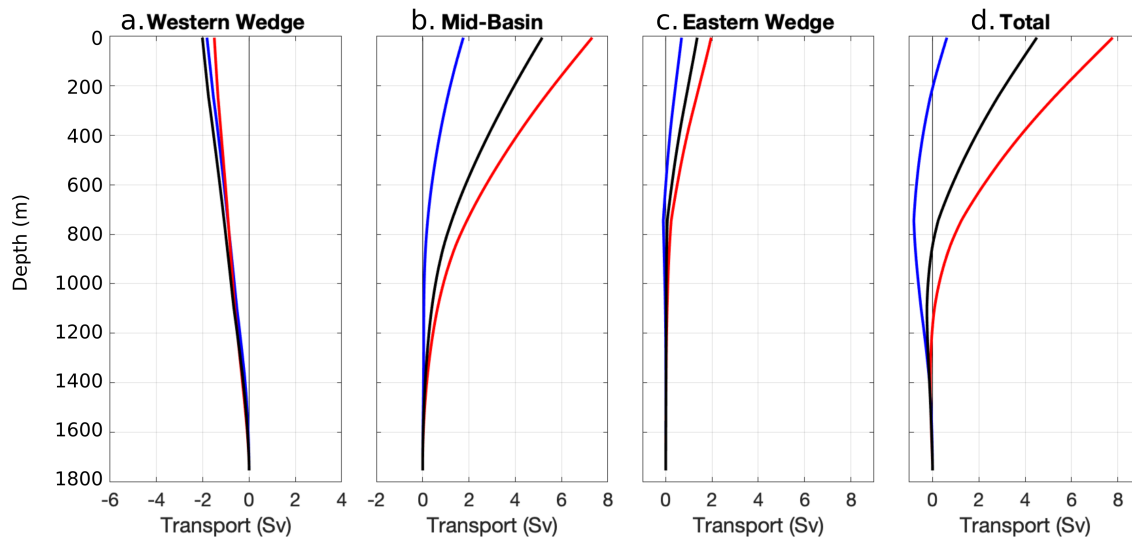 a. Western Wedge
b. Mid-Basin
c. Eastern Wedge
d. Total
Depth (m)
0
200
400
600
800
1000
1200
1400
1600
1800
-6 -4 -2 0 2 4
-2 0 2 4 6 8
0 2 4 6 8
0 2 4 6 8
Transport (Sv)
Transport (Sv)
Transport (Sv)
Transport (Sv)